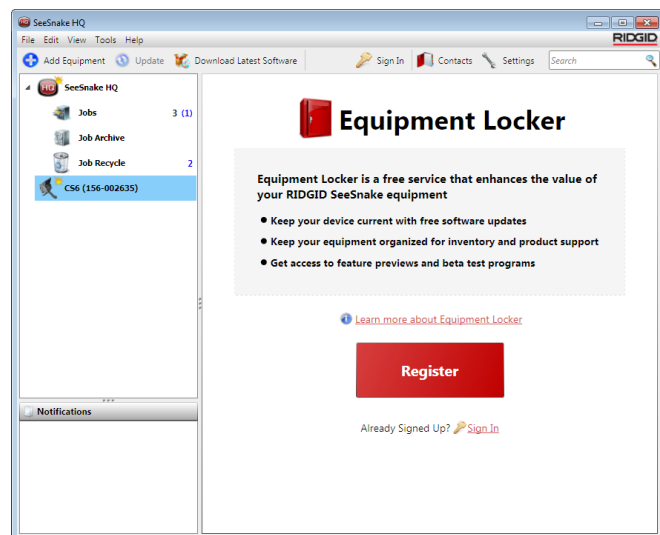 SeeSnake HQ
File Edit View Tools Help
RIDGID
Add Equipment Update Download Latest Software Sign In Contacts Settings Search
HQ SeeSnake HQ
Jobs 3 (1)
Job Archive
Job Recycle 2
CS6 (156-002635)
Notifications
Equipment Locker
Equipment Locker is a free service that enhances the value of
your RIDGID SeeSnake equipment
• Keep your device current with free software updates
• Keep your equipment organized for inventory and product support
• Get access to feature previews and beta test programs
Learn more about Equipment Locker
Register
Already Signed Up? Sign In